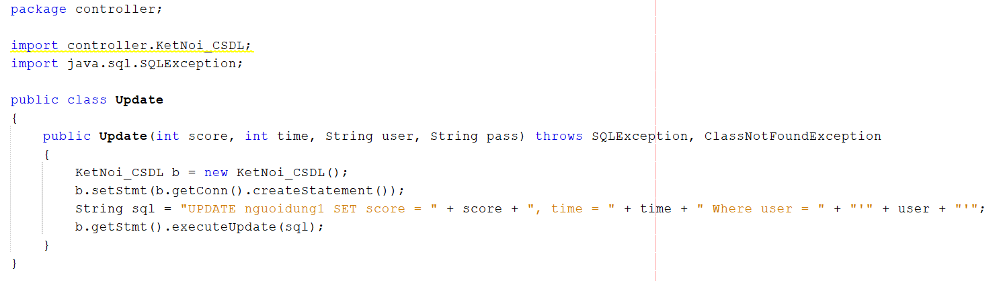 package controller;
import controller.KetNoi_CSDL;
import java.sql.SQLException;
public class Update
{
public Update(int score, int time, String user, String pass) throws SQLException, ClassNotFoundException
{
KetNoi_CSDL b = new KetNoi_CSDL();
b.setStmt(b.getConn().createStatement());
String sql = "UPDATE nguoidung1 SET score = " + score + ", time = " + time + " Where user = " + "'" + user + "'";
b.getStmt().executeUpdate(sql);
}
}